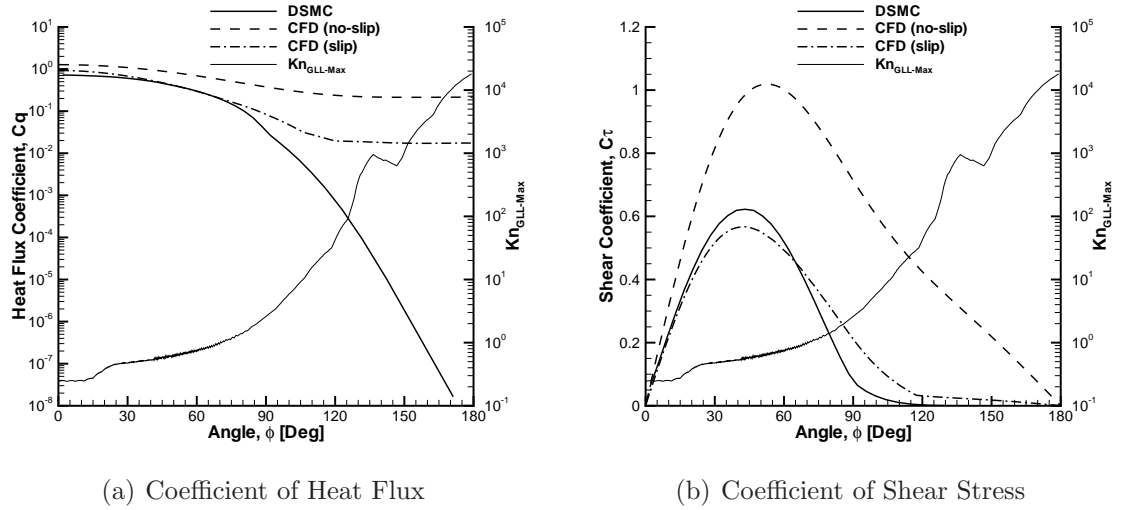 DSMC
CFD (no-slip)
CFD (slip)
Kn_GLL-Max
Heat Flux Coefficient, Cq
10^1
10^0
10^-1
10^-2
10^-3
10^-4
10^-5
10^-6
10^-7
10^-8
Kn_GLL-Max
10^5
10^4
10^3
10^2
10^1
10^0
10^-1
0 30 60 90 120 150 180
Angle, ϕ [Deg]
(a) Coefficient of Heat Flux
DSMC
CFD (no-slip)
CFD (slip)
Kn_GLL-Max
Shear Coefficient, Cτ
1.2
1
0.8
0.6
0.4
0.2
0
Kn_GLL-Max
10^5
10^4
10^3
10^2
10^1
10^0
10^-1
0 30 60 90 120 150 180
Angle, ϕ [Deg]
(b) Coefficient of Shear Stress